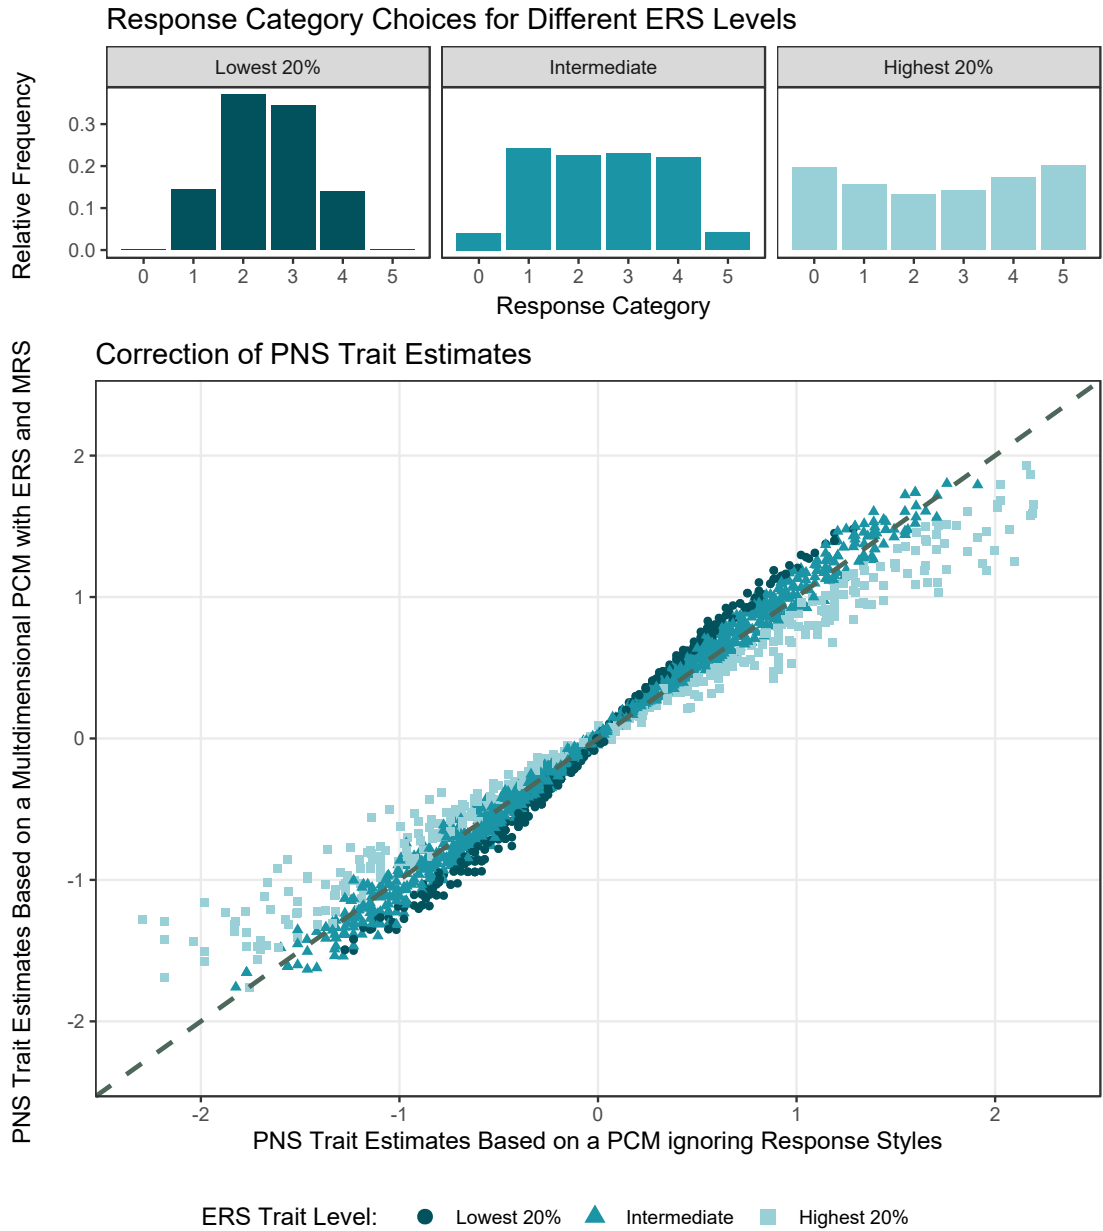 Response Category Choices for Different ERS Levels
Lowest 20% Intermediate Highest 20%
Relative Frequency
0.3
0.2
0.1
0.0
0 1 2 3 4 5 0 1 2 3 4 5 0 1 2 3 4 5
Response Category
Correction of PNS Trait Estimates
PNS Trait Estimates Based on a Multdimensional PCM with ERS and MRS
2
1
0
-1
-2
-2 -1 0 1 2
PNS Trait Estimates Based on a PCM ignoring Response Styles
ERS Trait Level: Lowest 20% Intermediate Highest 20%